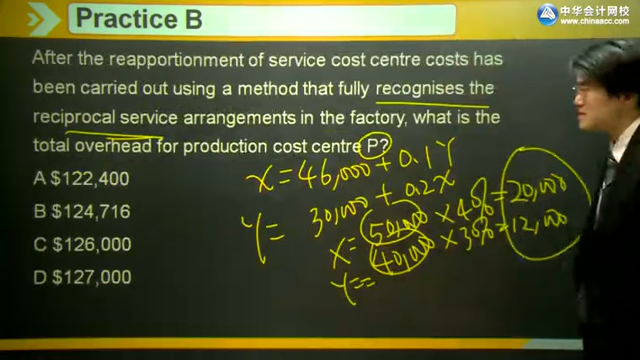 Practice B
中华会计网校
www.chinaacc.com
After the reapportionment of service cost centre costs has
been carried out using a method that fully recognises the
reciprocal service arrangements in the factory, what is the
total overhead for production cost centre P?
X = 46,000 + 0.1Y
A $122,400
Y = 30,000 + 0.2X
B $124,716
X = 50,000 × 40% = 20,000
C $126,000
Y = 40,000 × 30% = 12,000
D $127,000